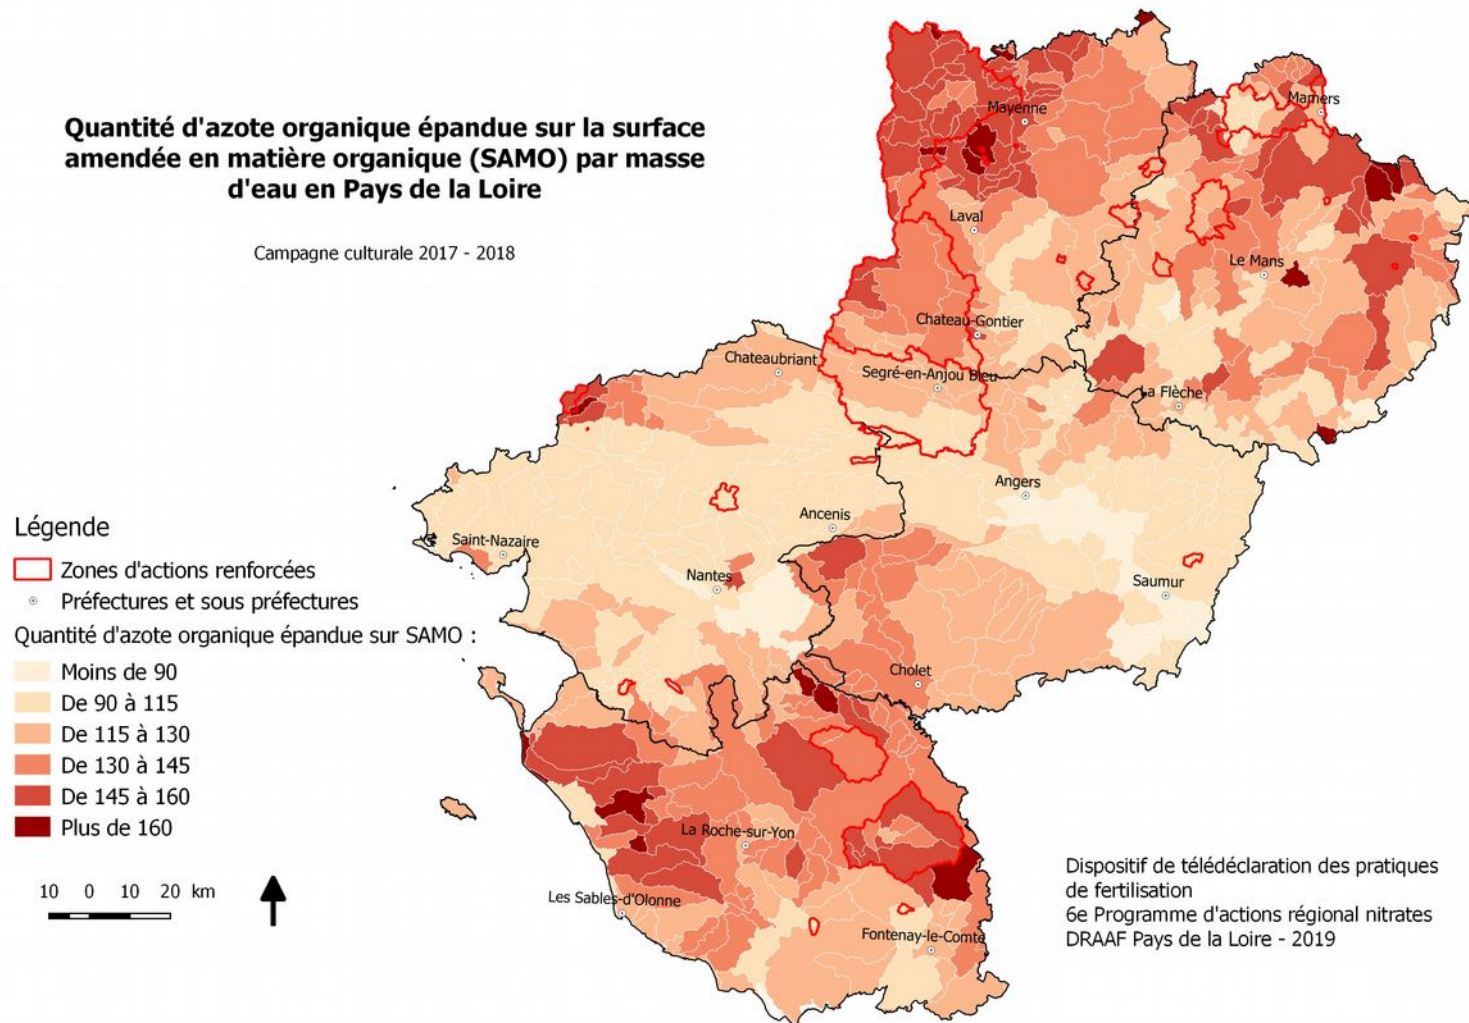 Quantité d'azote organique épandue sur la surface
amendée en matière organique (SAMO) par masse
d'eau en Pays de la Loire
Campagne culturale 2017 - 2018
Mayenne
Mamers
Laval
Le Mans
Chateau-Gontier
Chateaubriant
Segré-en-Anjou Bleu
La Flèche
Angers
Ancenis
Saint-Nazaire
Nantes
Saumur
Cholet
La Roche-sur-Yon
Les Sables-d'Olonne
Fontenay-le-Comte
Légende
Zones d'actions renforcées
Préfectures et sous préfectures
Quantité d'azote organique épandue sur SAMO :
Moins de 90
De 90 à 115
De 115 à 130
De 130 à 145
De 145 à 160
Plus de 160
10 0 10 20 km
Dispositif de télédéclaration des pratiques
de fertilisation
6e Programme d'actions régional nitrates
DRAAF Pays de la Loire - 2019